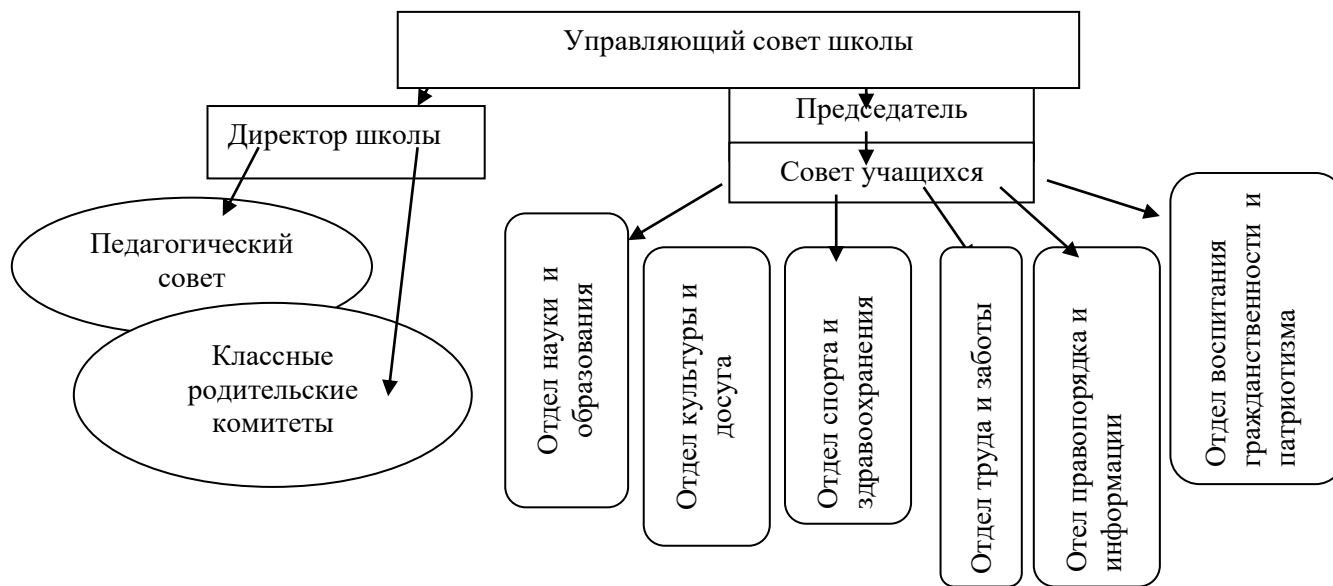 Управляющий совет школы
Председатель
Директор школы
Совет учащихся
Педагогический
совет
Классные
родительские
комитеты
Отдел науки и
образования
Отдел культуры и
досуга
Отдел спорта и
здравоохранения
Отдел труда и заботы
Отел правопорядка и
информации
Отдел воспитания
гражданственности и
патриотизма